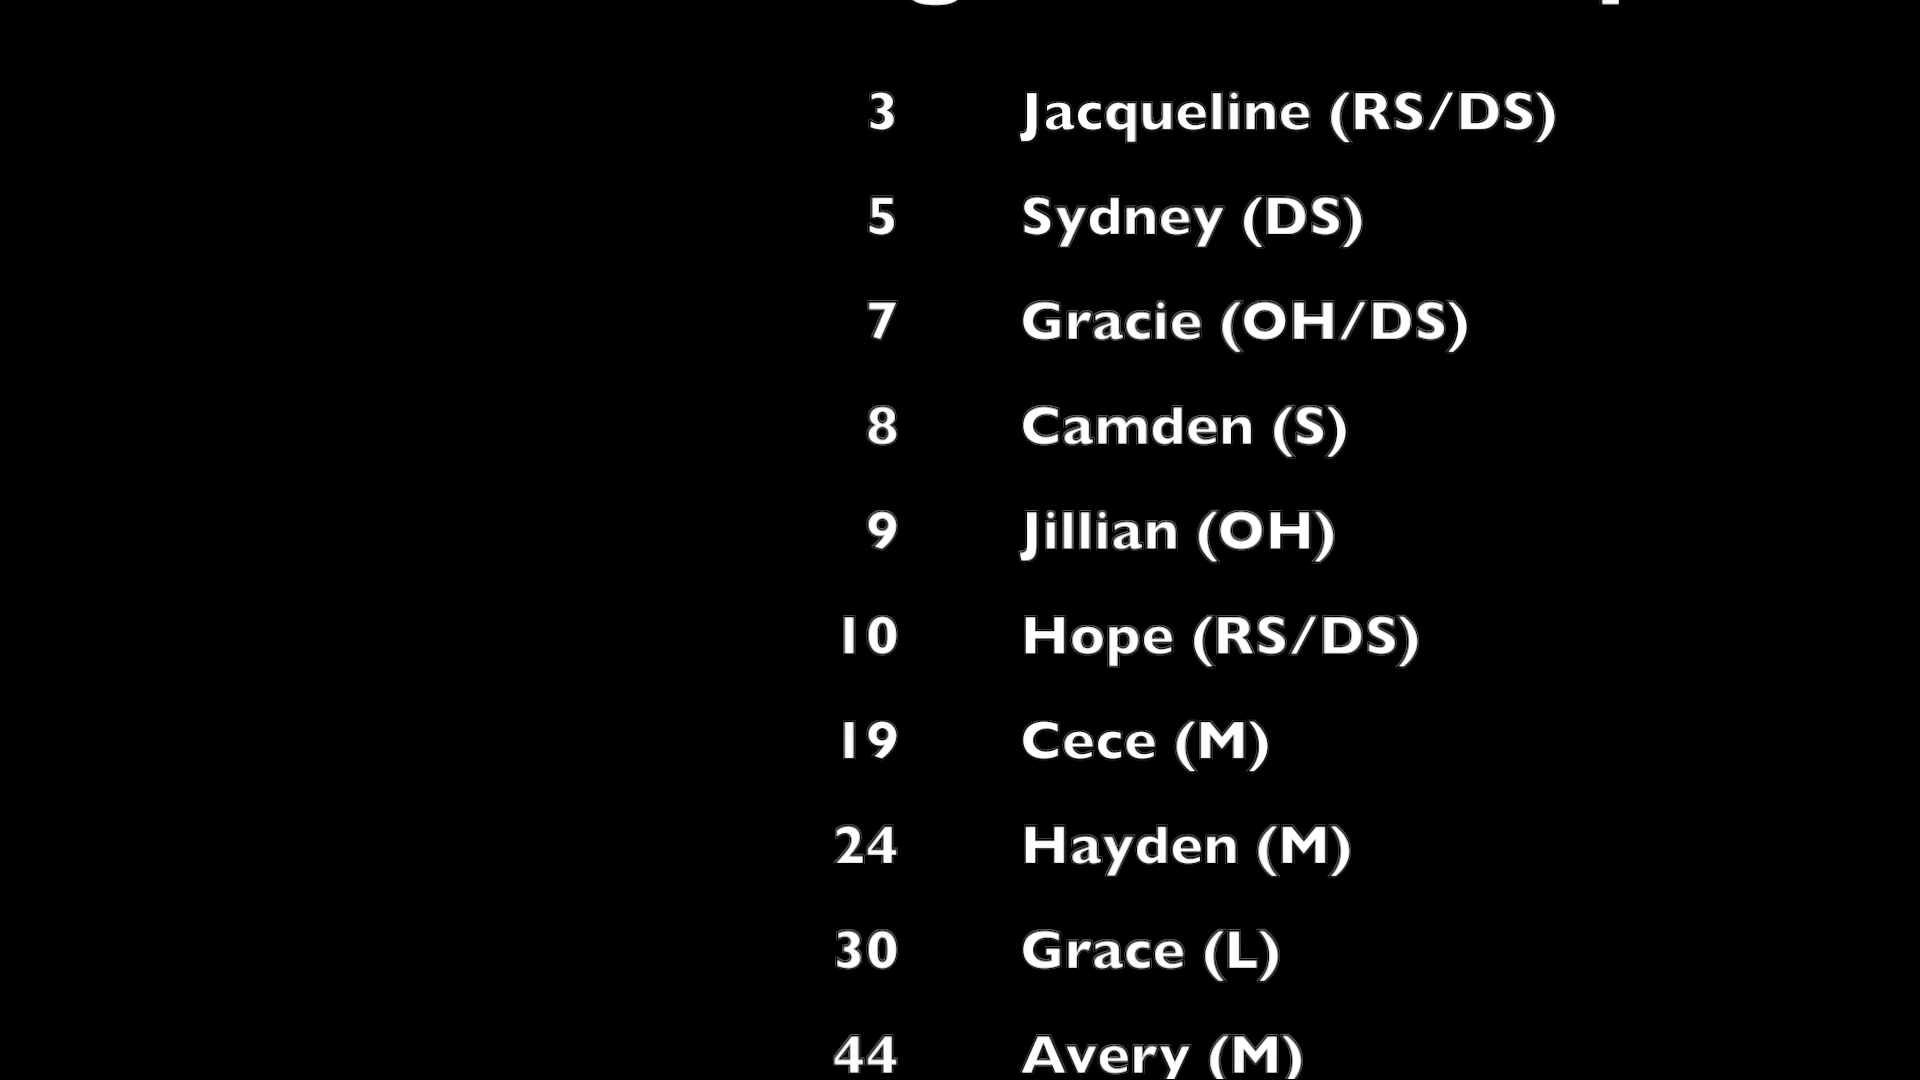 3 Jacqueline (RS/DS)
5 Sydney (DS)
7 Gracie (OH/DS)
8 Camden (S)
9 Jillian (OH)
10 Hope (RS/DS)
19 Cece (M)
24 Hayden (M)
30 Grace (L)
44 Avery (M)